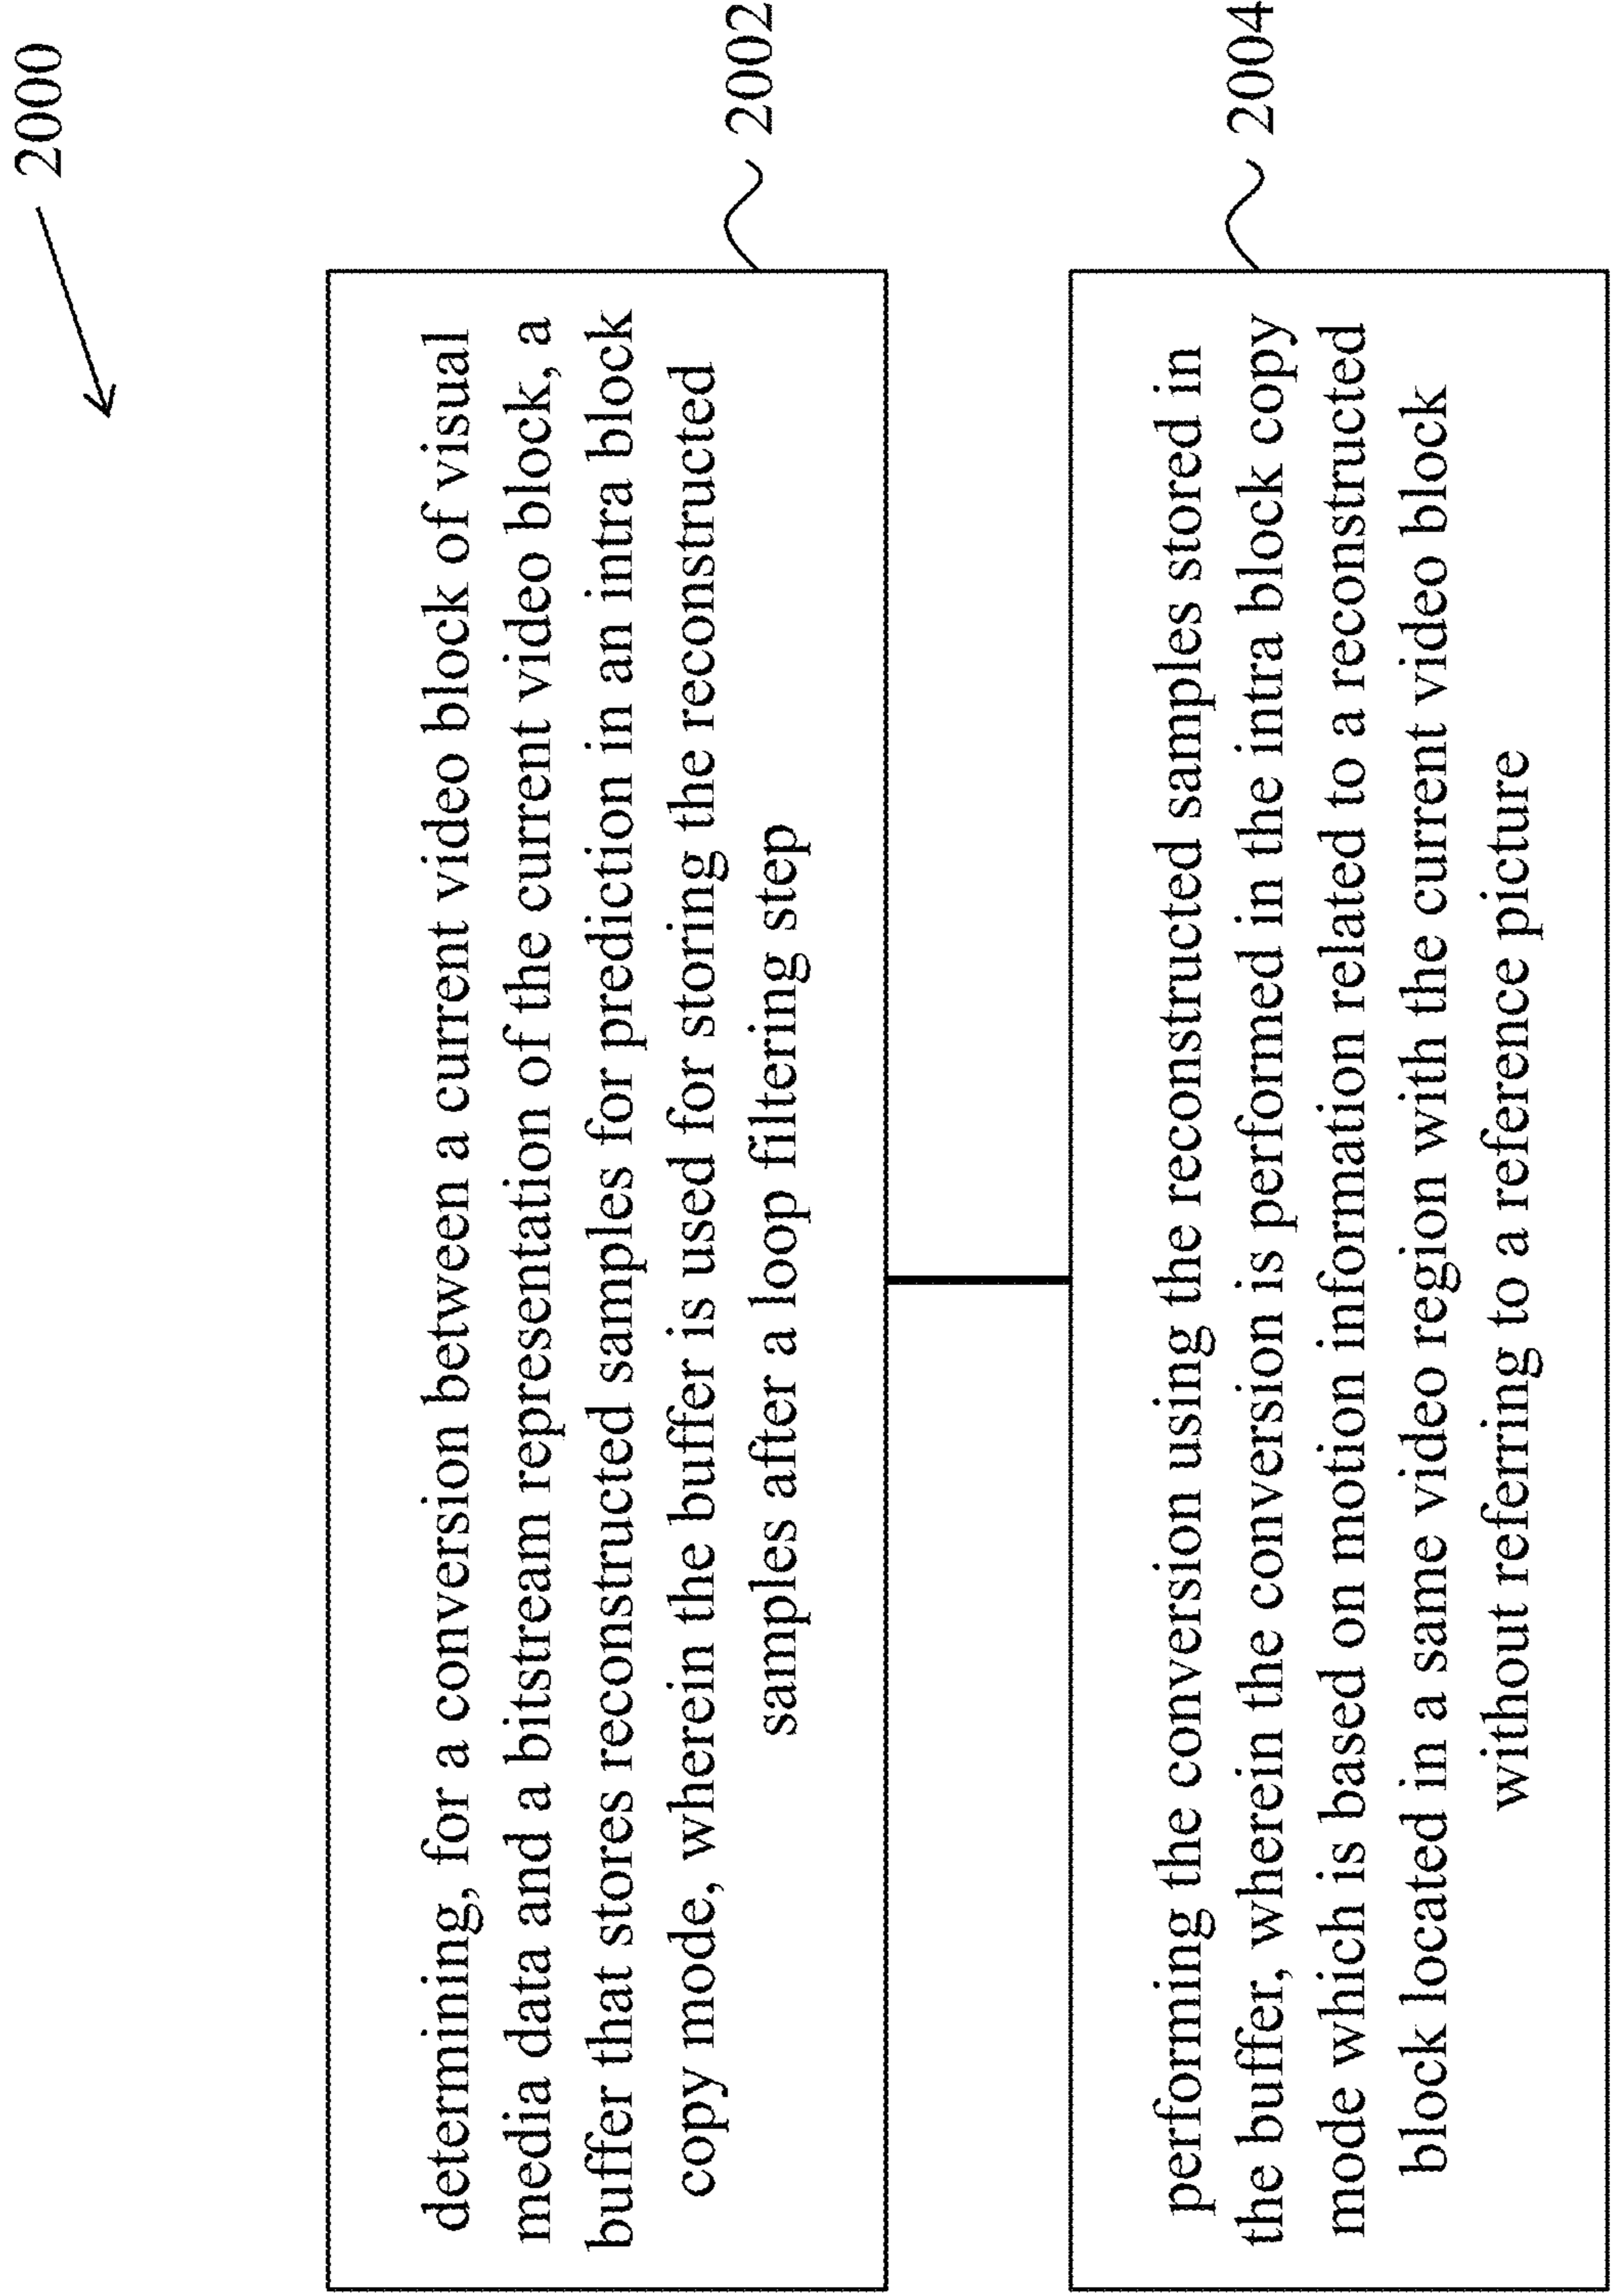 2000
determining, for a conversion between a current video block of visual
media data and a bitstream representation of the current video block, a
buffer that stores reconstructed samples for prediction in an intra block
copy mode, wherein the buffer is used for storing the reconstructed
samples after a loop filtering step
2002
performing the conversion using the reconstructed samples stored in
the buffer, wherein the conversion is performed in the intra block copy
mode which is based on motion information related to a reconstructed
block located in a same video region with the current video block
without referring to a reference picture
2004